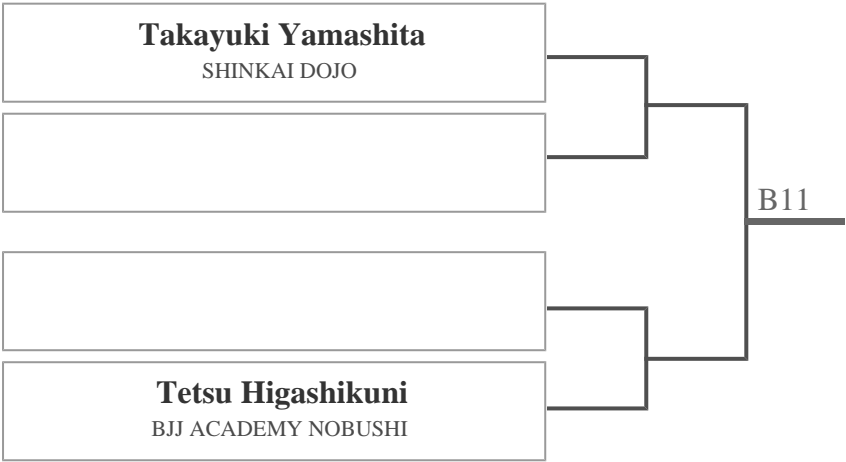 Takayuki Yamashita
SHINKAI DOJO
B11
Tetsu Higashikuni
BJJ ACADEMY NOBUSHI